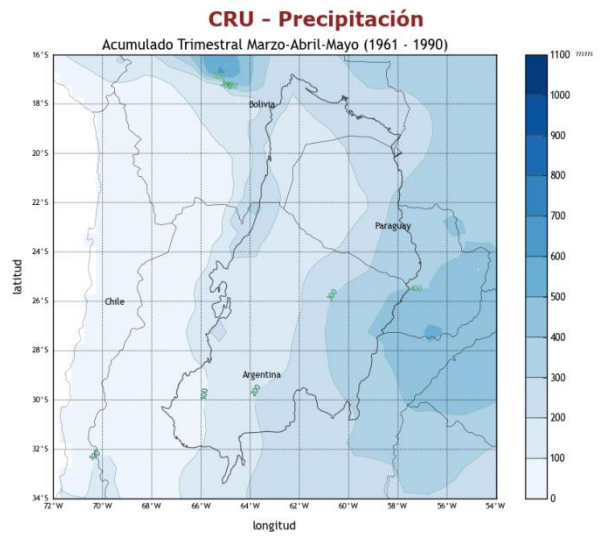 CRU - Precipitación
Acumulado Trimestral Marzo-Abril-Mayo (1961 - 1990)
16°S
18°S
20°S
22°S
24°S
26°S
28°S
30°S
32°S
34°S
latitud
72°W
70°W
68°W
66°W
64°W
62°W
60°W
58°W
56°W
54°W
longitud
Bolivia
Paraguay
Chile
Argentina
300
400
100
200
1100 mm
1000
900
800
700
600
500
400
300
200
100
0